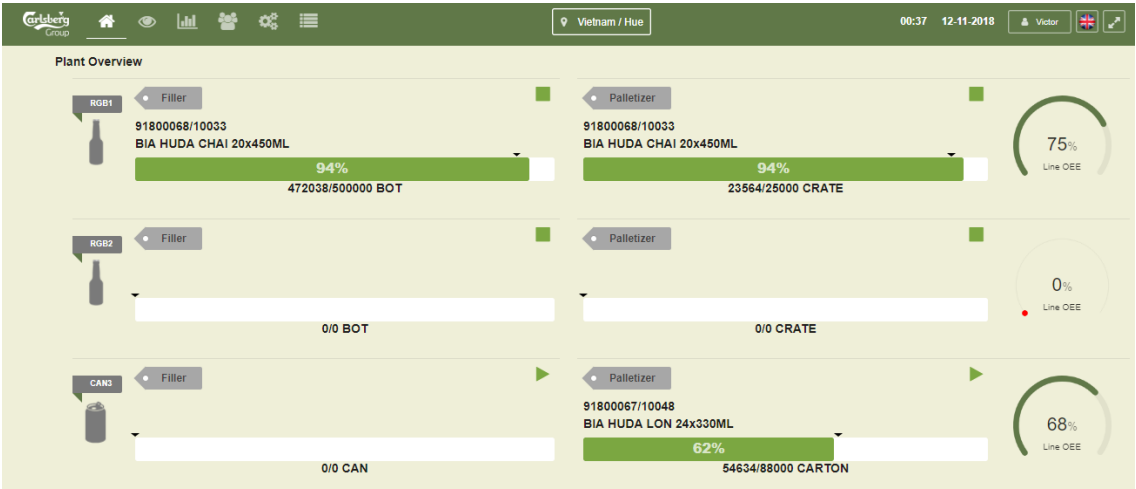 Carlsberg
Group
Vietnam / Hue
00:37 12-11-2018
Victor
Plant Overview
RGB1
Filler
91800068/10033
BIA HUDA CHAI 20x450ML
94%
472038/500000 BOT
Palletizer
91800068/10033
BIA HUDA CHAI 20x450ML
94%
23564/25000 CRATE
75%
Line OEE
RGB2
Filler
0/0 BOT
Palletizer
0/0 CRATE
0%
Line OEE
CAN3
Filler
0/0 CAN
Palletizer
91800067/10048
BIA HUDA LON 24x330ML
62%
54634/88000 CARTON
68%
Line OEE